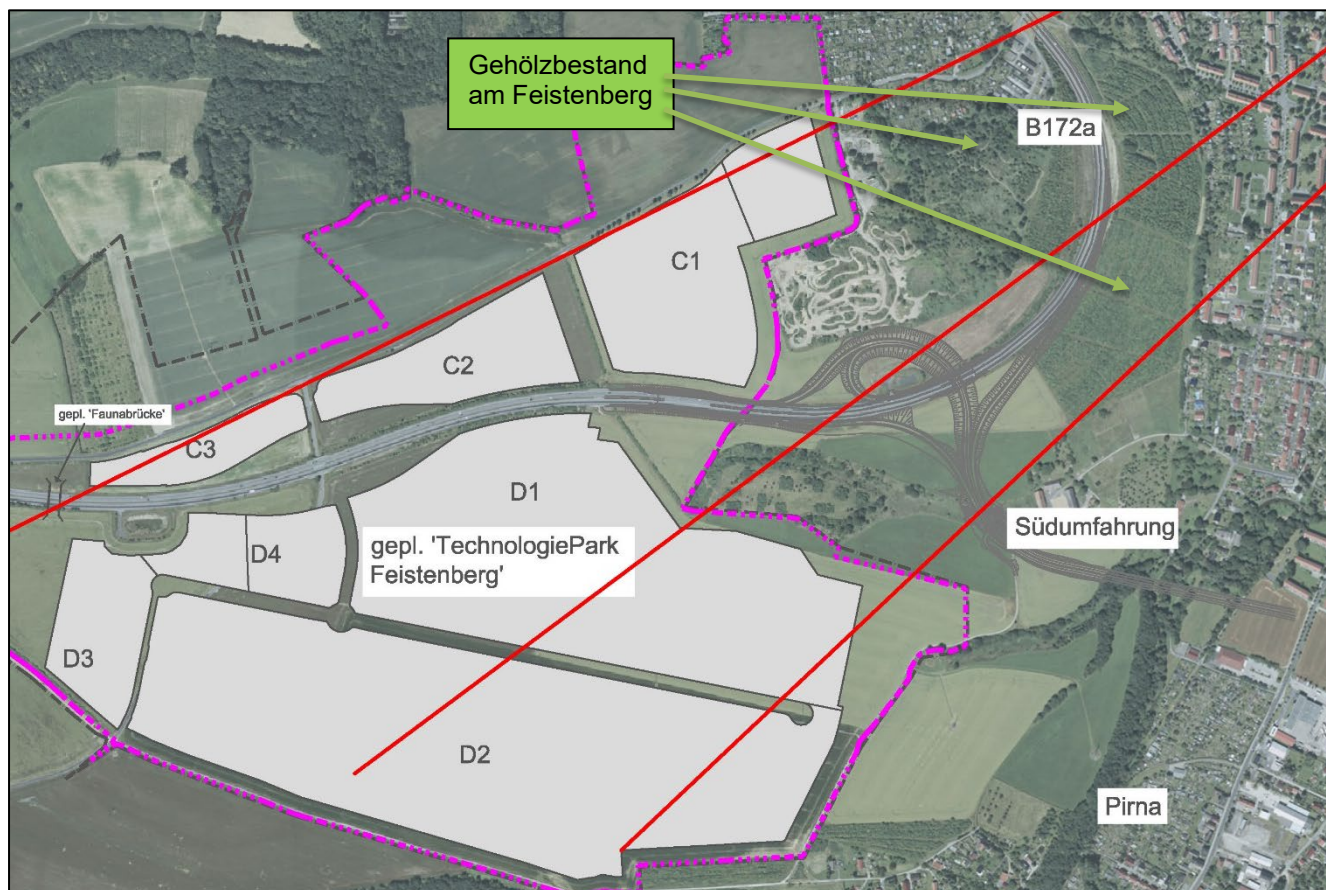 Gehölzbestand
am Feistenberg
B172a
C1
C2
gepl. 'Faunabrücke'
C3
D1
gepl. 'TechnologiePark
Feistenberg'
D4
Südumfahrung
D3
D2
Pirna